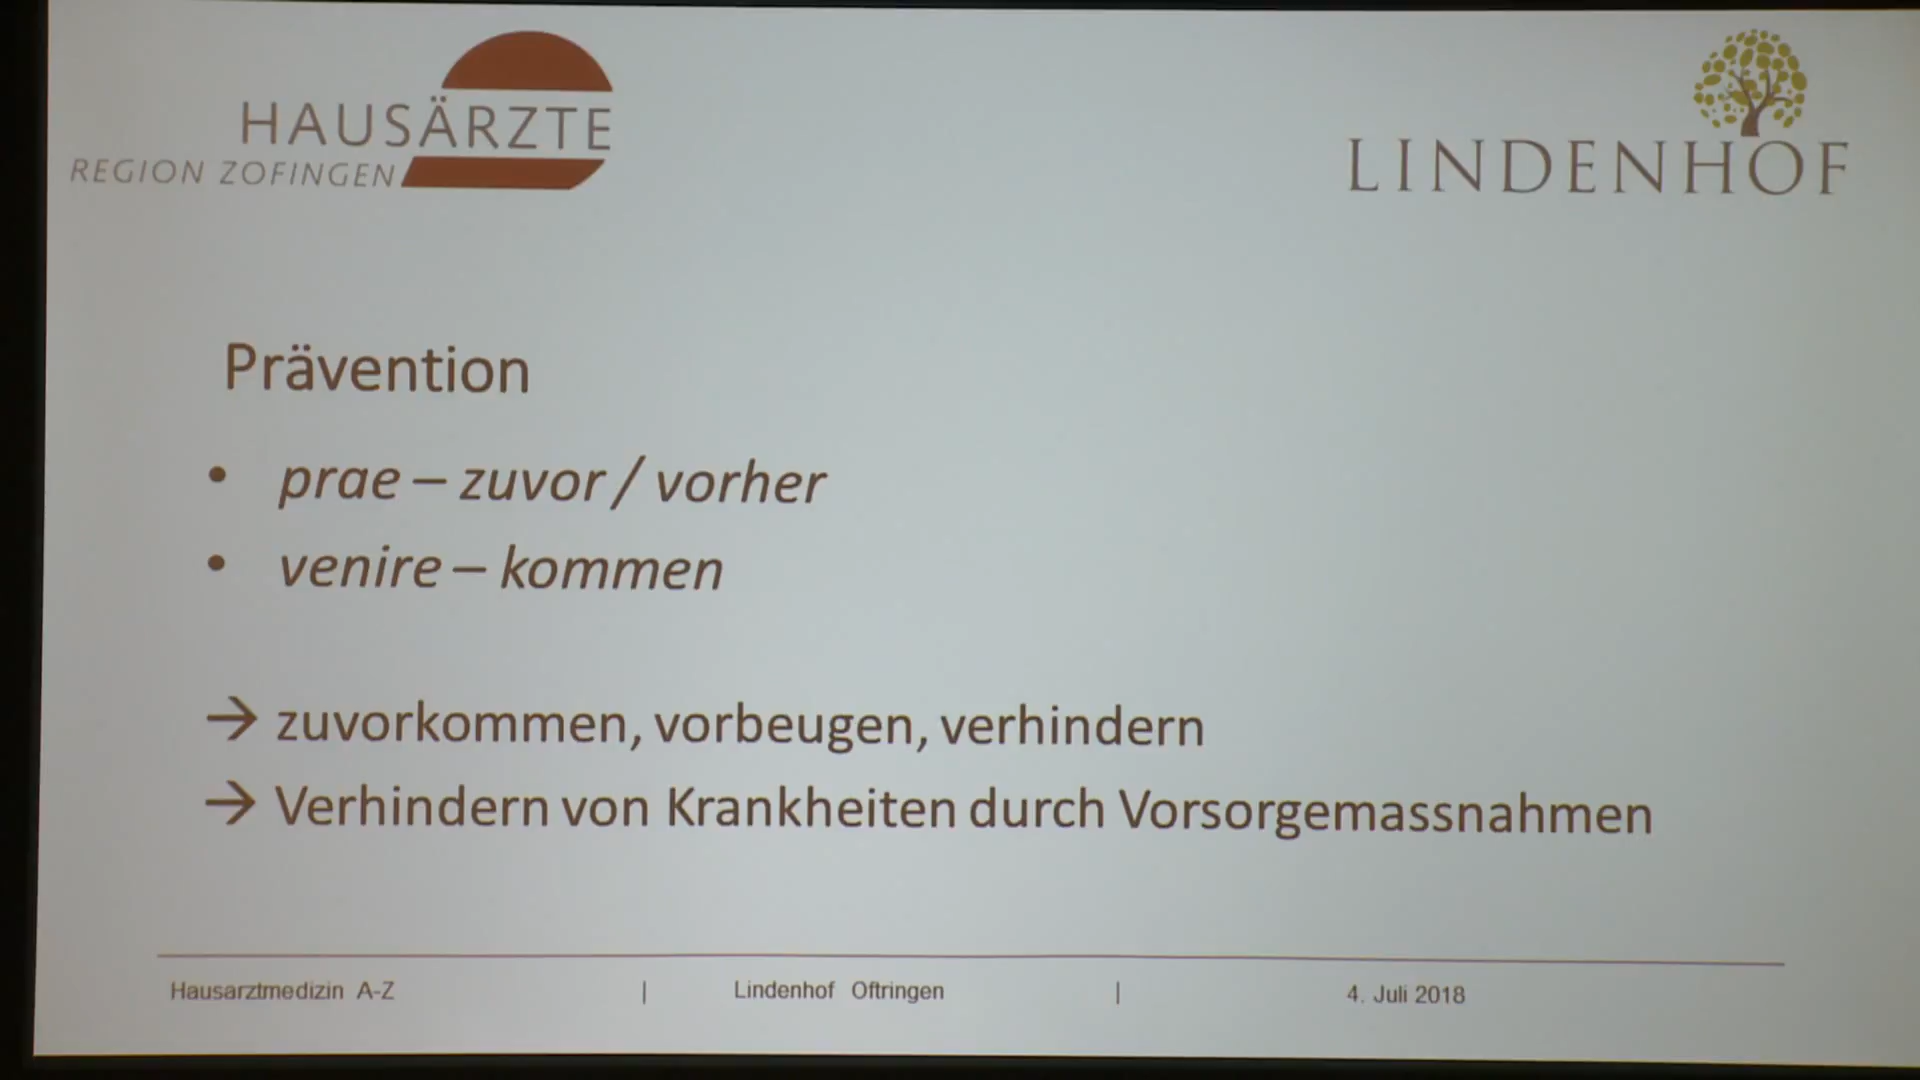 HAUSÄRZTE
REGION ZOFINGEN
LINDENHOF
Prävention
• prae – zuvor / vorher
• venire – kommen
→ zuvorkommen, vorbeugen, verhindern
→ Verhindern von Krankheiten durch Vorsorgemassnahmen
Hausarztmedizin A-Z | Lindenhof Oftringen | 4. Juli 2018